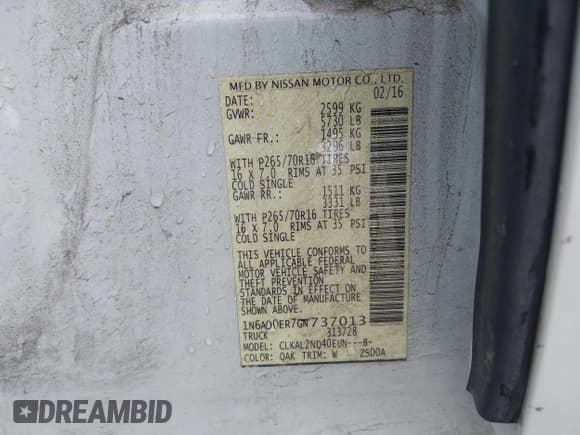 MFD BY NISSAN MOTOR CO., LTD.
DATE: 02/16
GVWR: 2599 KG
5730 LB
GAWR FR.: 1495 KG
3296 LB
WITH P265/70R16 TIRES
16 X 7.0 RIMS AT 35 PSI
COLD SINGLE
GAWR RR.: 1511 KG
3331 LB
WITH P265/70R16 TIRES
16 X 7.0 RIMS AT 35 PSI
COLD SINGLE
THIS VEHICLE CONFORMS TO
ALL APPLICABLE FEDERAL
MOTOR VEHICLE SAFETY AND
THEFT PREVENTION
STANDARDS IN EFFECT ON
THE DATE OF MANUFACTURE
SHOWN ABOVE.
1N6AD0ER7GN737013
TRUCK 313728
MODEL: CLKAL2ND40EUN---B-
COLOR: QAK TRIM: W ZS00A
DREAMBID